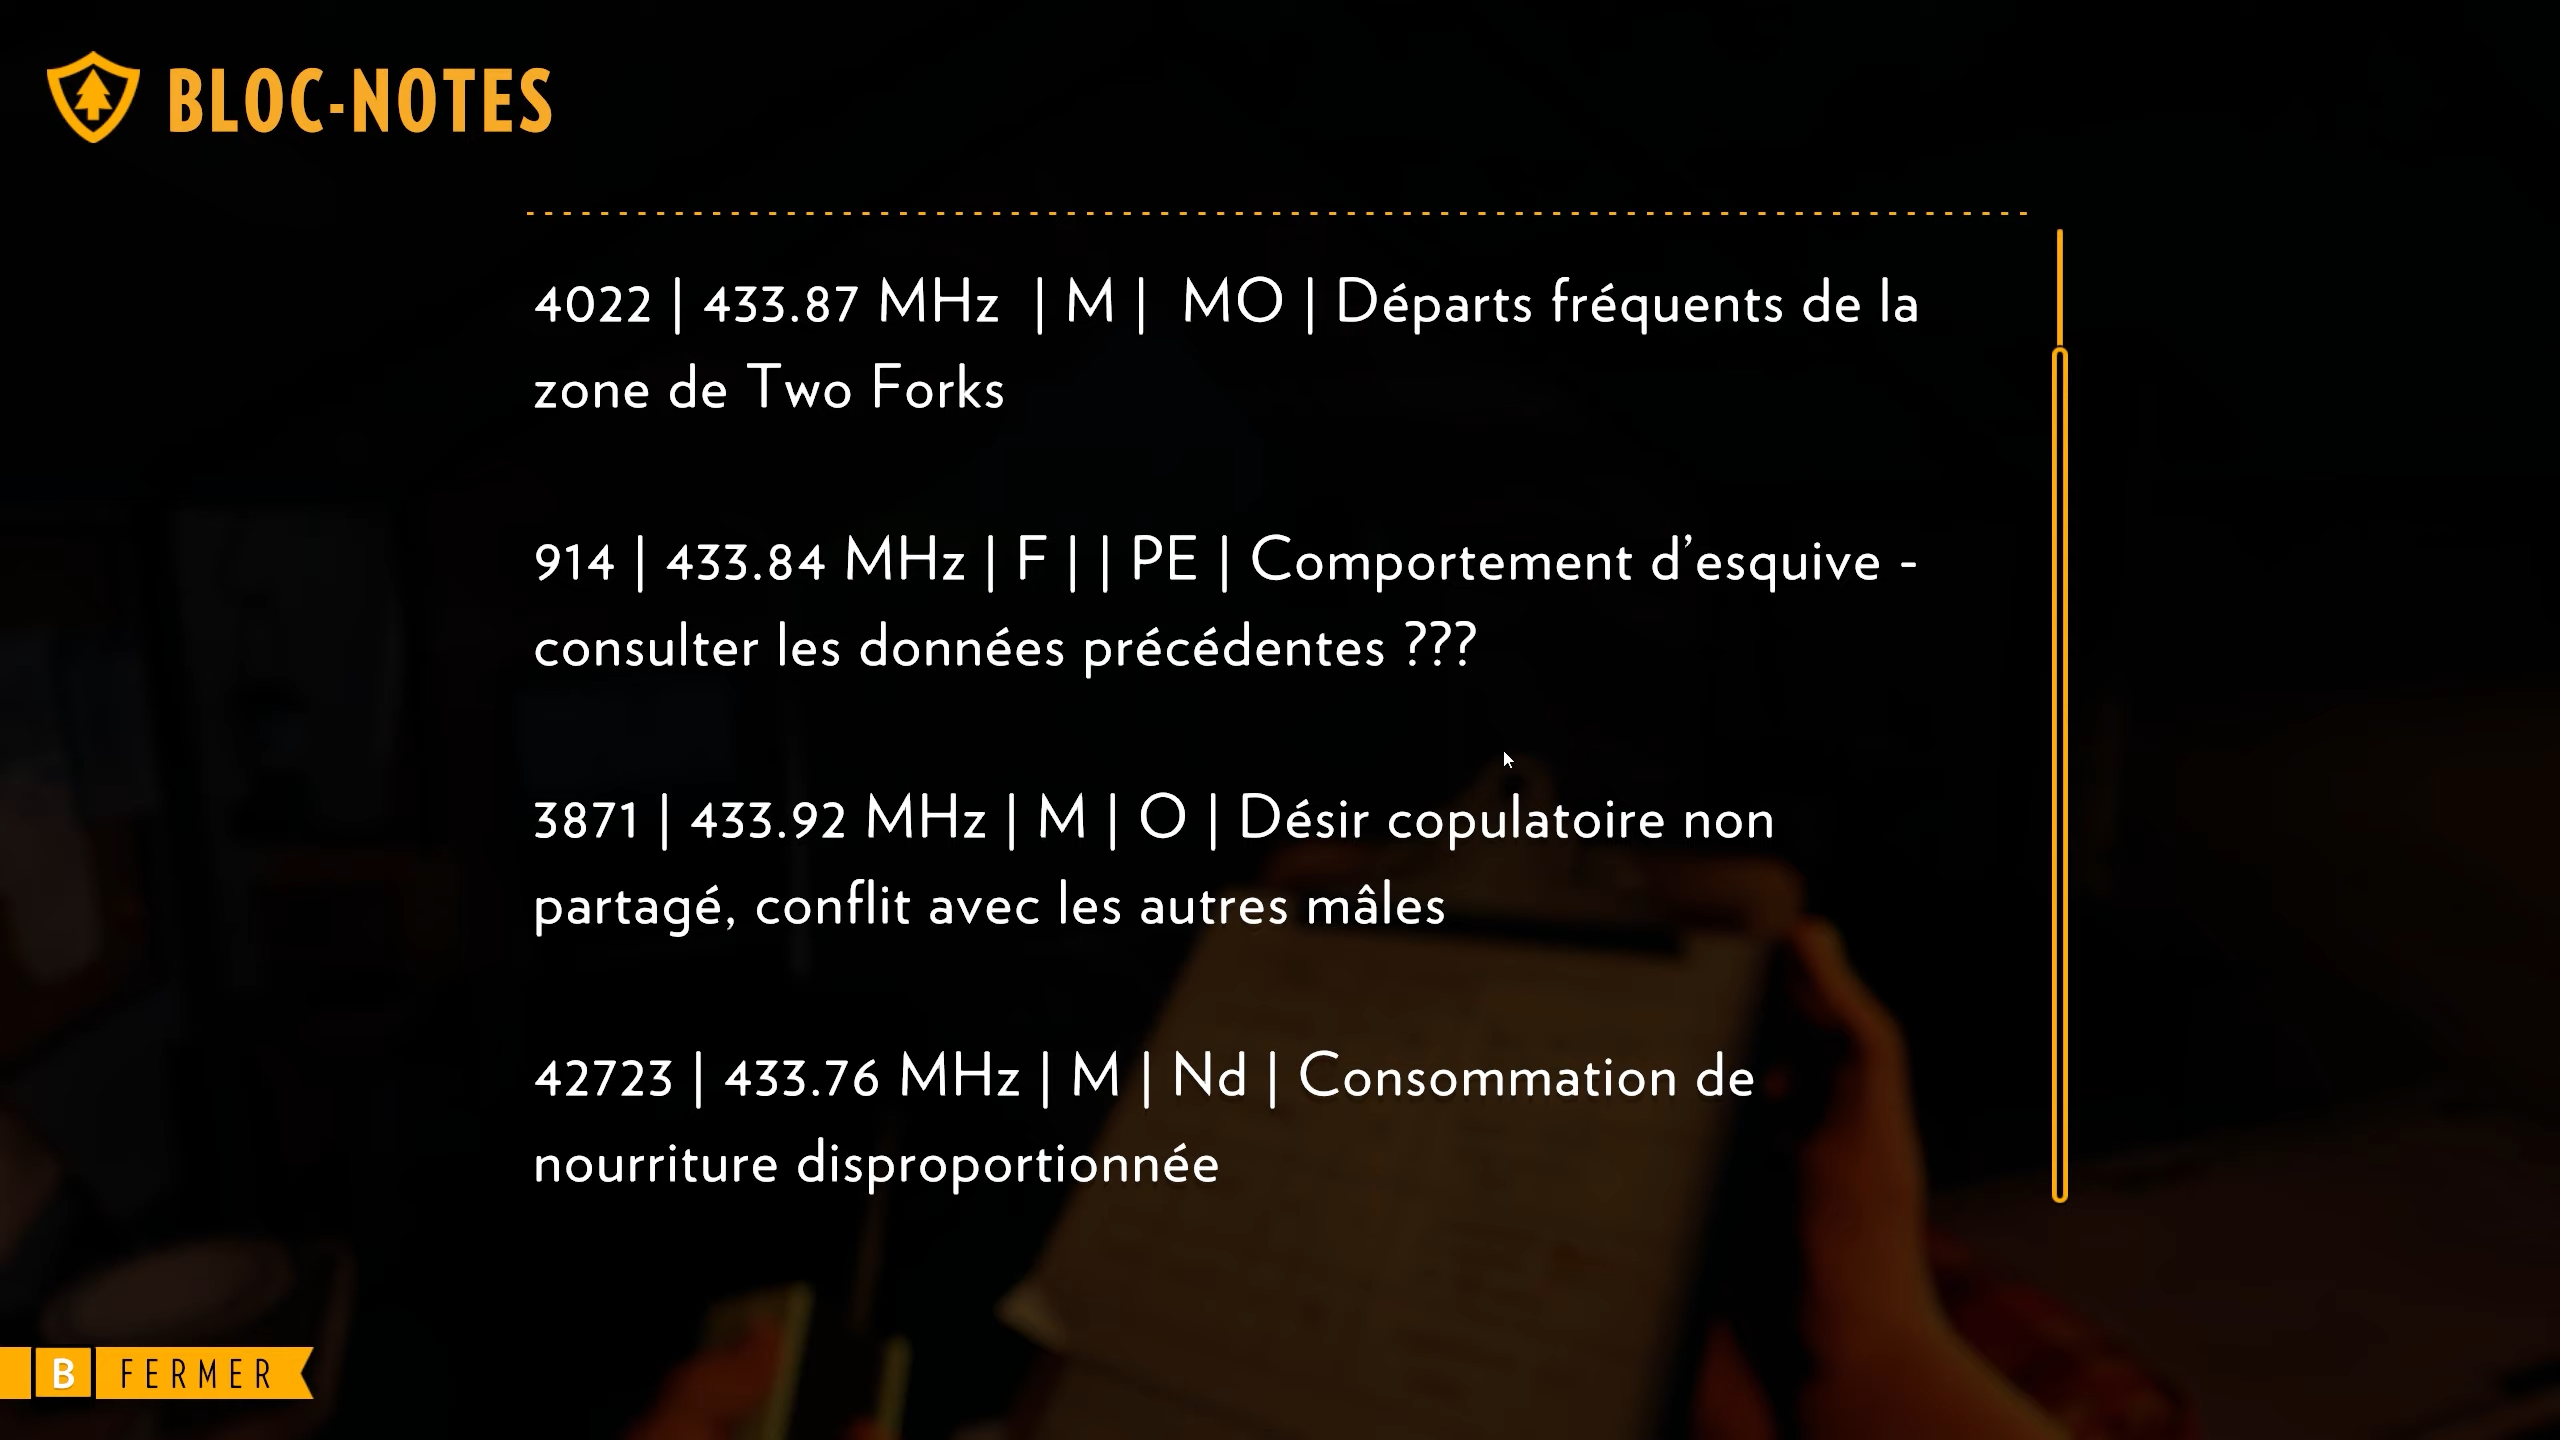 BLOC-NOTES
4022 | 433.87 MHz | M | MO | Départs fréquents de la
zone de Two Forks
914 | 433.84 MHz | F | | PE | Comportement d’esquive -
consulter les données précédentes ???
3871 | 433.92 MHz | M | O | Désir copulatoire non
partagé, conflit avec les autres mâles
42723 | 433.76 MHz | M | Nd | Consommation de
nourriture disproportionnée
B FERMER